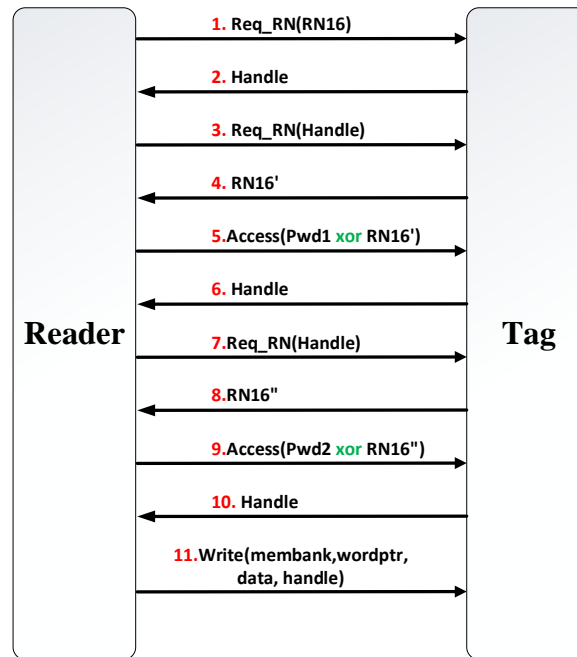 1. Req_RN(RN16)
2. Handle
3. Req_RN(Handle)
4. RN16'
5.Access(Pwd1 xor RN16')
6. Handle
Reader
Tag
7.Req_RN(Handle)
8.RN16"
9.Access(Pwd2 xor RN16")
10. Handle
11.Write(membank,wordptr,
data, handle)